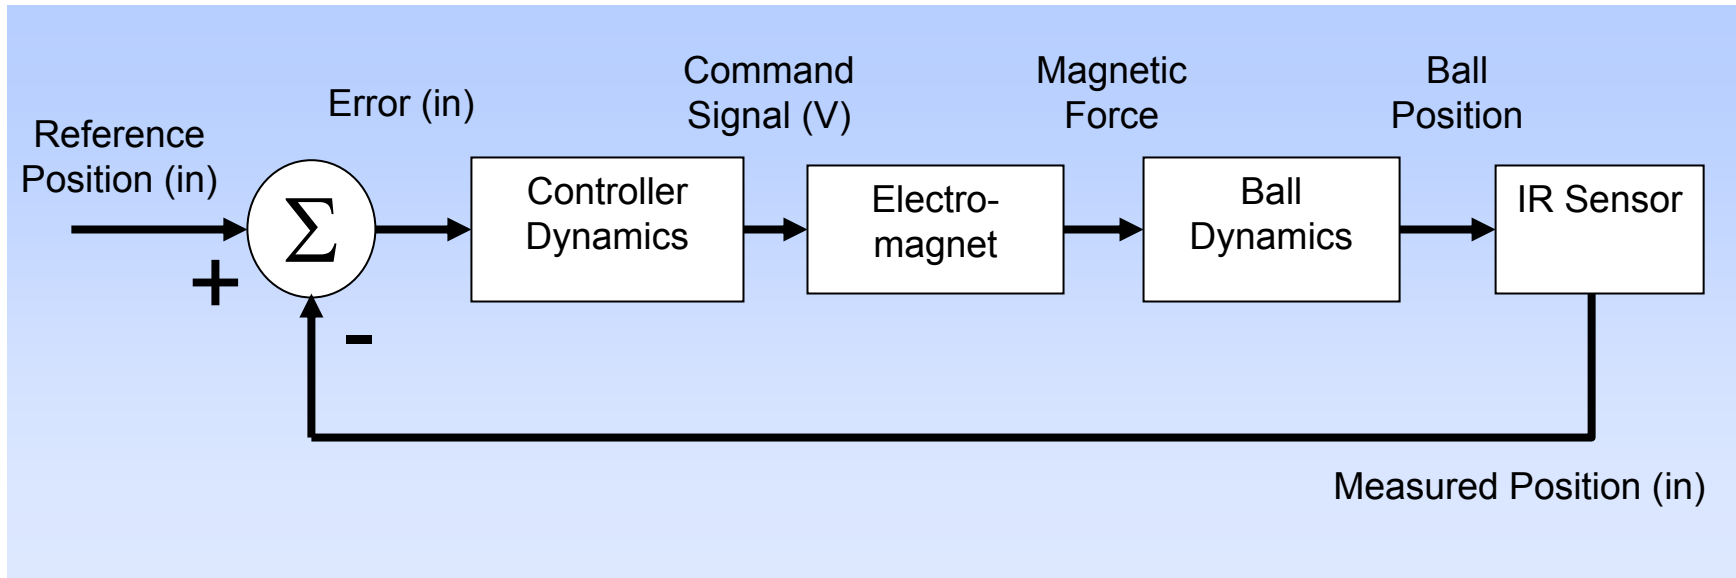 Reference
Position (in)
+
Σ
-
Error (in)
Controller
Dynamics
Command
Signal (V)
Electro-
magnet
Magnetic
Force
Ball
Dynamics
Ball
Position
IR Sensor
Measured Position (in)